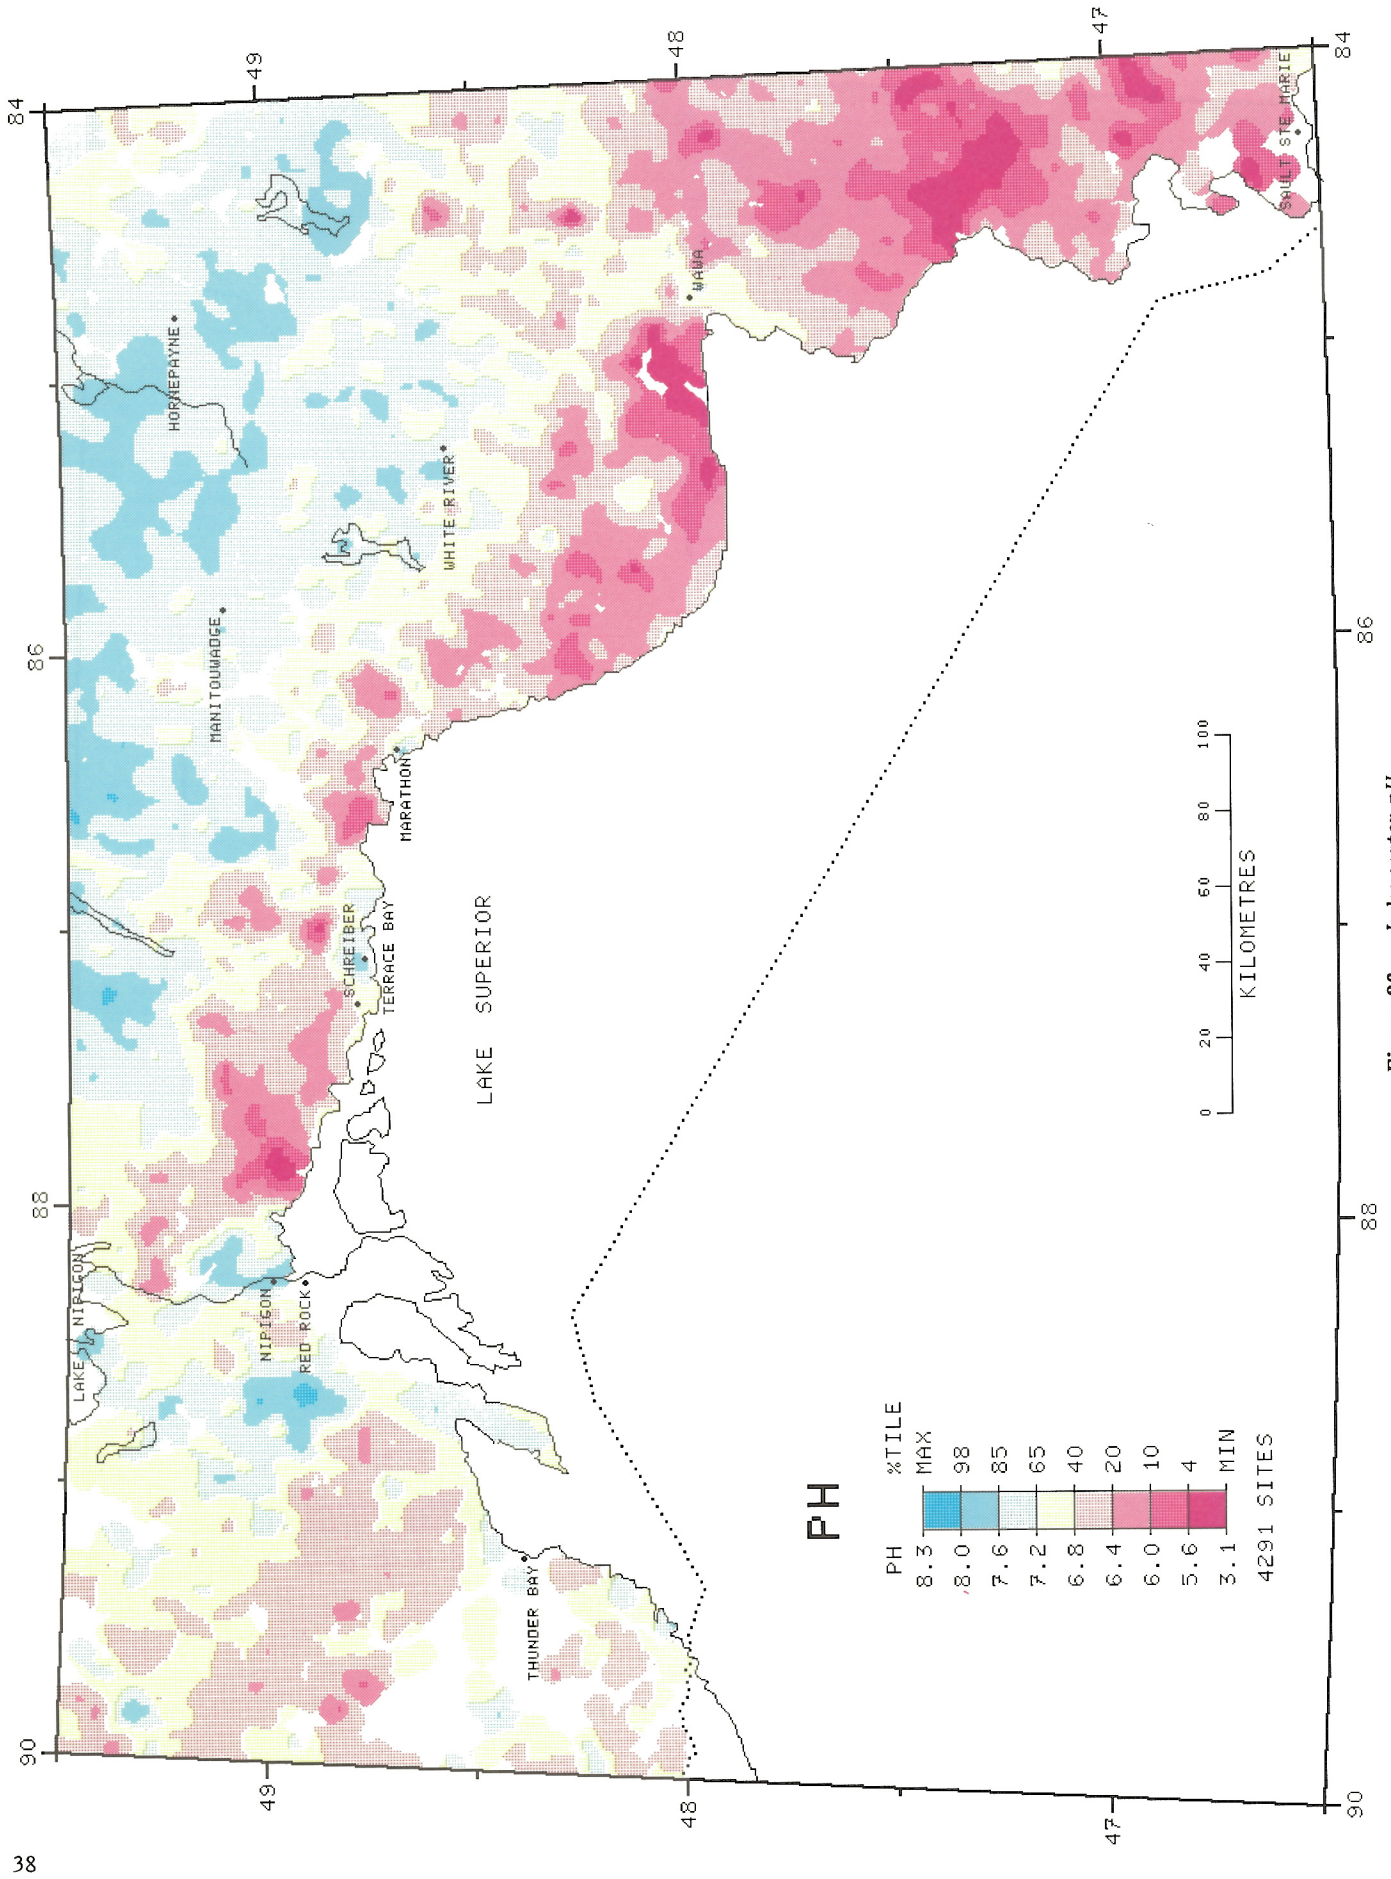 38
84
86
88
90
49
48
47
49
48
47
84
86
88
90
LAKE NIPIGON
HORNEPAYNE
MANITOUWADGE
WHITE RIVER
WAWA
SAULT STE MARIE
MARATHON
SCHREIBER
TERRACE BAY
NIPIGON
RED ROCK
THUNDER BAY
LAKE SUPERIOR
PH
PH %TILE
8.3 MAX
8.0 98
7.6 85
7.2 65
6.8 40
6.4 20
6.0 10
5.6 4
3.1 MIN
4291 SITES
0 20 40 60 80 100
KILOMETRES